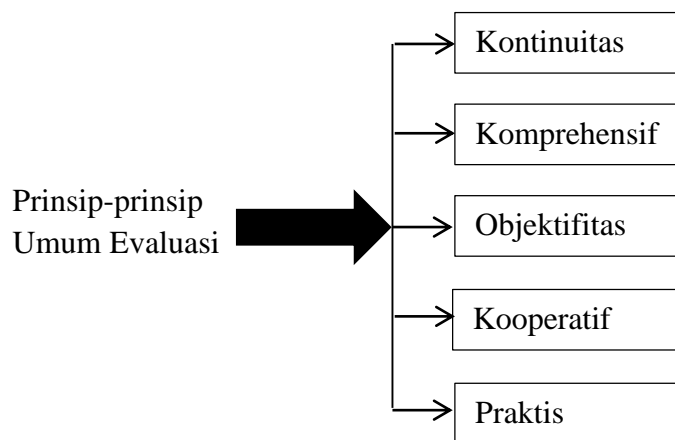 Prinsip-prinsip
Umum Evaluasi
Kontinuitas
Komprehensif
Objektifitas
Kooperatif
Praktis